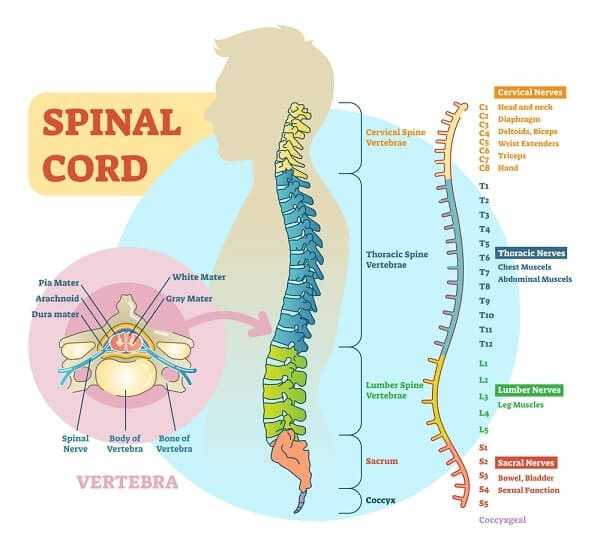 SPINAL
CORD
Pia Mater
Arachnoid
Dura mater
White Mater
Gray Mater
Spinal
Nerve
Body of
Vertebra
Bone of
Vertebra
VERTEBRA
Cervical Spine
Vertebrae
Thoracic Spine
Vertebrae
Lumber Spine
Vertebrae
Sacrum
Coccyx
Cervical Nerves
C1
C2
C3
C4
C5
C6
C7
C8
Head and neck
Diaphragm
Deltoids, Biceps
Wrist Extenders
Triceps
Hand
T1
T2
T3
T4
T5
T6
T7
T8
T9
T10
T11
T12
Thoracic Nerves
Chest Muscels
Abdominal Muscels
L1
L2
L3
L4
L5
Lumber Nerves
Leg Muscles
S1
S2
S3
S4
S5
Sacral Nerves
Bowel, Bladder
Sexual Function
Coccyxgeal